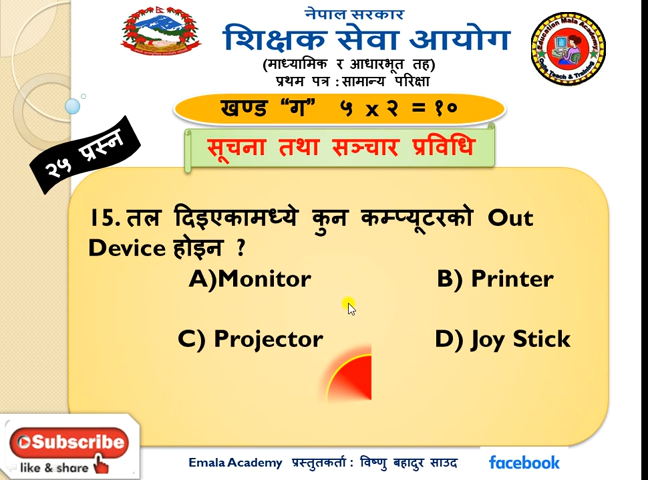 नेपाल सरकार
शिक्षक सेवा आयोग
(माध्यामिक र आधारभूत तह)
प्रथम पत्र : सामान्य परिक्षा
खण्ड “ग” ५ x २ = १०
२५ प्रस्न
सूचना तथा सञ्चार प्रविधि
15. तल दिइएकामध्ये कुन कम्प्यूटरको Out
Device होइन ?
A)Monitor B) Printer
C) Projector D) Joy Stick
Subscribe
like & share
Emala Academy प्रस्तुतकर्ता : विष्णु बहादुर साउद facebook